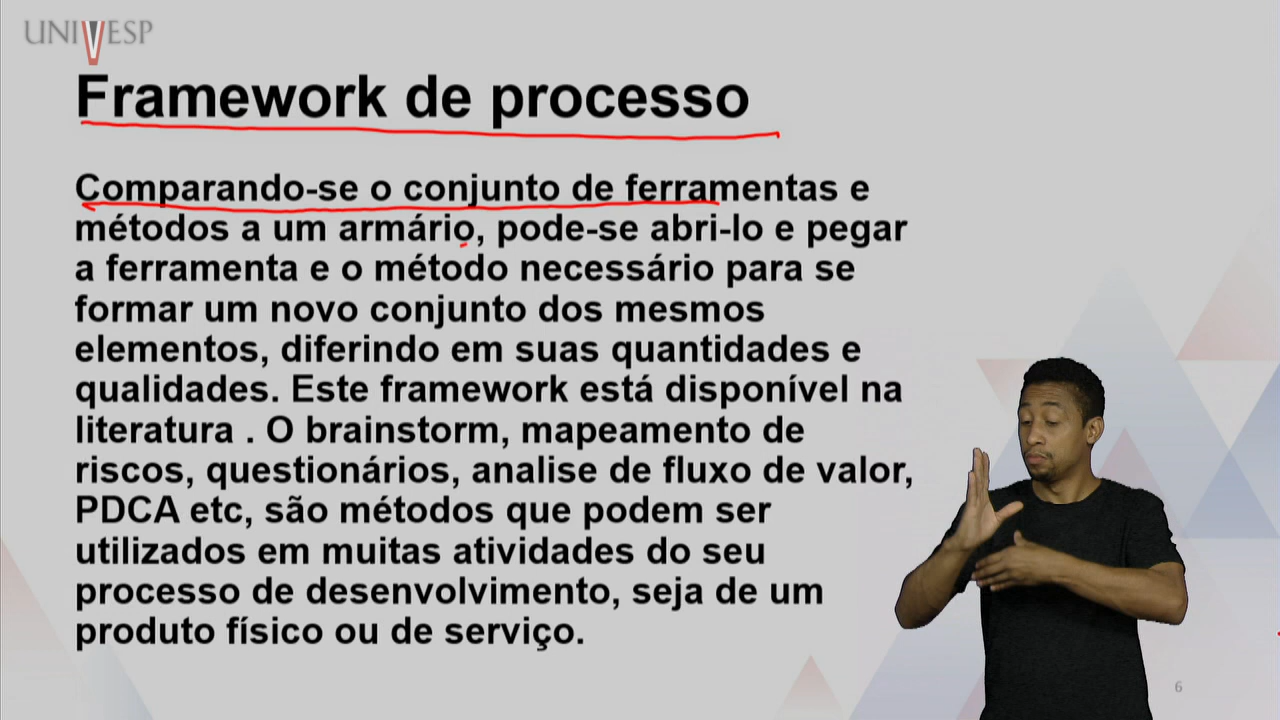 UNIVESP
Framework de processo
Comparando-se o conjunto de ferramentas e
métodos a um armário, pode-se abri-lo e pegar
a ferramenta e o método necessário para se
formar um novo conjunto dos mesmos
elementos, diferindo em suas quantidades e
qualidades. Este framework está disponível na
literatura . O brainstorm, mapeamento de
riscos, questionários, analise de fluxo de valor,
PDCA etc, são métodos que podem ser
utilizados em muitas atividades do seu
processo de desenvolvimento, seja de um
produto físico ou de serviço.
6